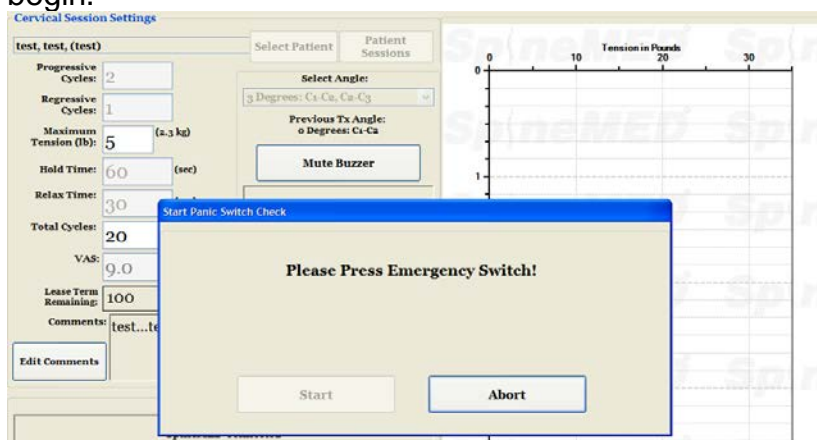 begin.
Cervical Session Settings
test, test, (test)
Select Patient
Patient Sessions
Progressive Cycles: 2
Regressive Cycles: 1
Maximum Tension (lb): 5 (2.3 kg)
Hold Time: 60 (sec)
Relax Time: 30
Total Cycles: 20
VAS: 9.0
Lease Term Remaining: 100
Comments: test...te
Edit Comments
Select Angle:
3 Degrees: C1-C2, C2-C3
Previous Tx Angle:
0 Degrees: C1-C2
Mute Buzzer
Start Panic Switch Check
Please Press Emergency Switch!
Start
Abort
Tension in Pounds
0 10 20 30
0
1
SpineMED